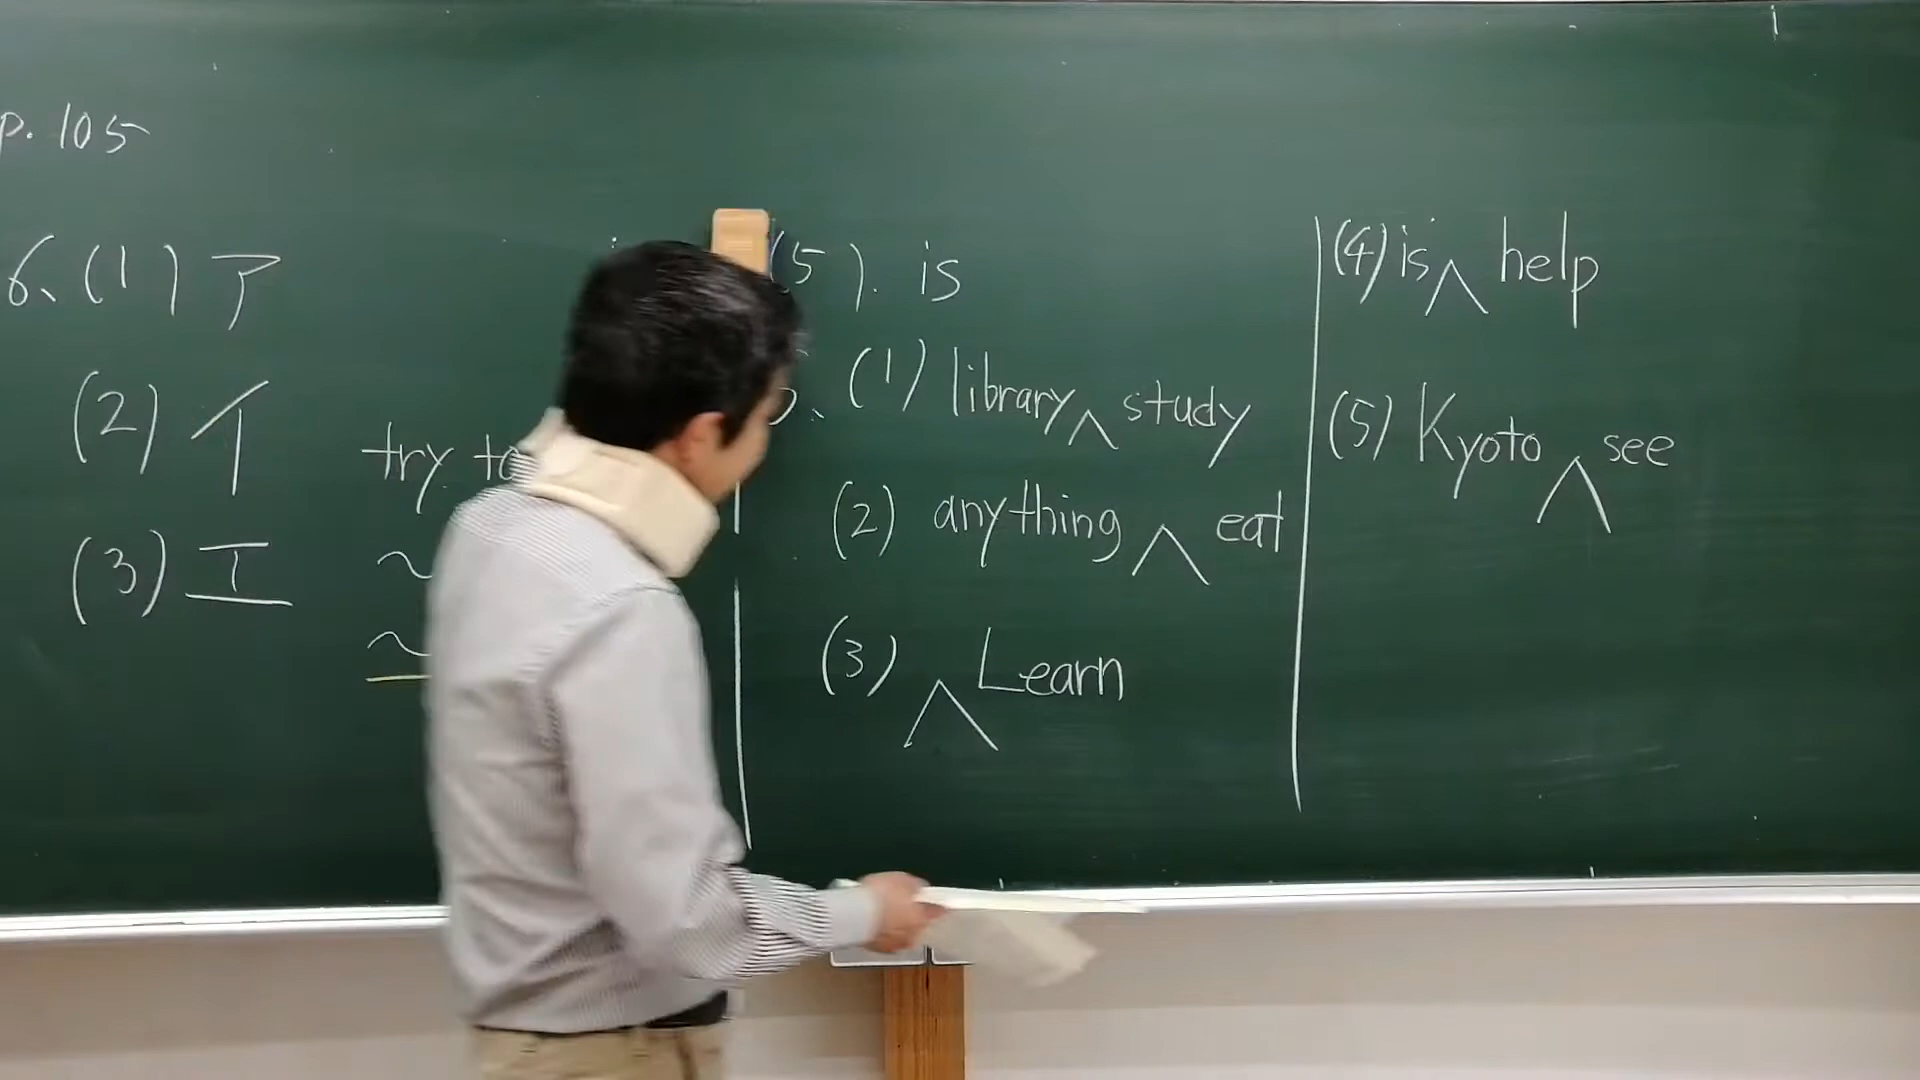 p. 105
6、(1) ア
(2) イ
(3) エ
try to
~
~
(5). is
(1) library ∧ study
(2) anything ∧ eat
(3) ∧ Learn
(4) is ∧ help
(5) Kyoto ∧ see